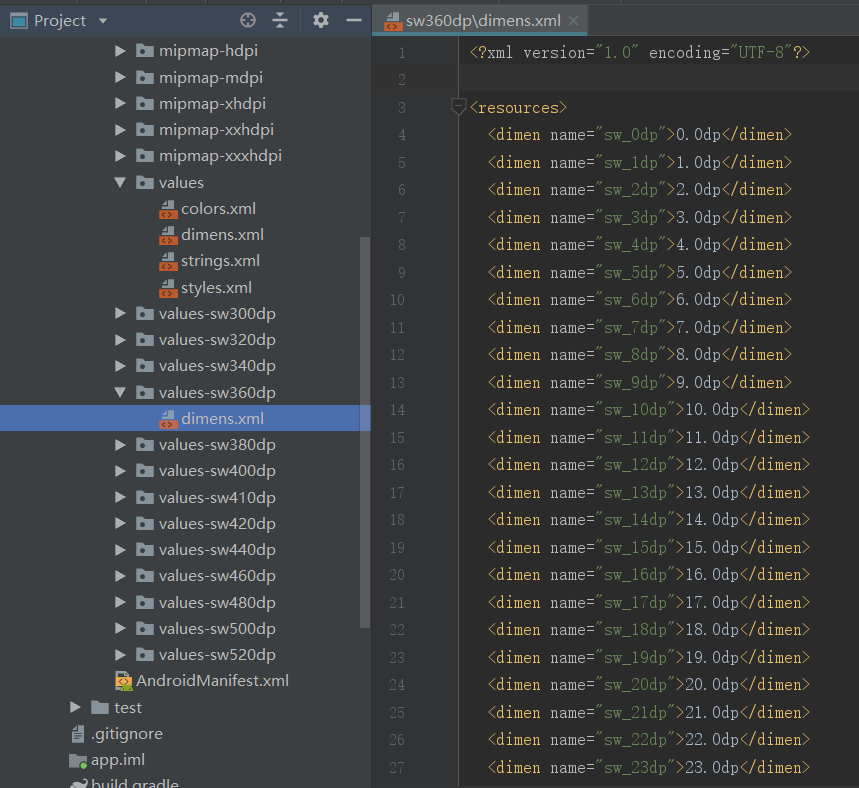 Project
mipmap-hdpi
mipmap-mdpi
mipmap-xhdpi
mipmap-xxhdpi
mipmap-xxxhdpi
values
colors.xml
dimens.xml
strings.xml
styles.xml
values-sw300dp
values-sw320dp
values-sw340dp
values-sw360dp
dimens.xml
values-sw380dp
values-sw400dp
values-sw410dp
values-sw420dp
values-sw440dp
values-sw460dp
values-sw480dp
values-sw500dp
values-sw520dp
AndroidManifest.xml
test
.gitignore
app.iml
build.gradle
sw360dp\dimens.xml
1 <?xml version="1.0" encoding="UTF-8"?>
2
3 <resources>
4 <dimen name="sw_0dp">0.0dp</dimen>
5 <dimen name="sw_1dp">1.0dp</dimen>
6 <dimen name="sw_2dp">2.0dp</dimen>
7 <dimen name="sw_3dp">3.0dp</dimen>
8 <dimen name="sw_4dp">4.0dp</dimen>
9 <dimen name="sw_5dp">5.0dp</dimen>
10 <dimen name="sw_6dp">6.0dp</dimen>
11 <dimen name="sw_7dp">7.0dp</dimen>
12 <dimen name="sw_8dp">8.0dp</dimen>
13 <dimen name="sw_9dp">9.0dp</dimen>
14 <dimen name="sw_10dp">10.0dp</dimen>
15 <dimen name="sw_11dp">11.0dp</dimen>
16 <dimen name="sw_12dp">12.0dp</dimen>
17 <dimen name="sw_13dp">13.0dp</dimen>
18 <dimen name="sw_14dp">14.0dp</dimen>
19 <dimen name="sw_15dp">15.0dp</dimen>
20 <dimen name="sw_16dp">16.0dp</dimen>
21 <dimen name="sw_17dp">17.0dp</dimen>
22 <dimen name="sw_18dp">18.0dp</dimen>
23 <dimen name="sw_19dp">19.0dp</dimen>
24 <dimen name="sw_20dp">20.0dp</dimen>
25 <dimen name="sw_21dp">21.0dp</dimen>
26 <dimen name="sw_22dp">22.0dp</dimen>
27 <dimen name="sw_23dp">23.0dp</dimen>